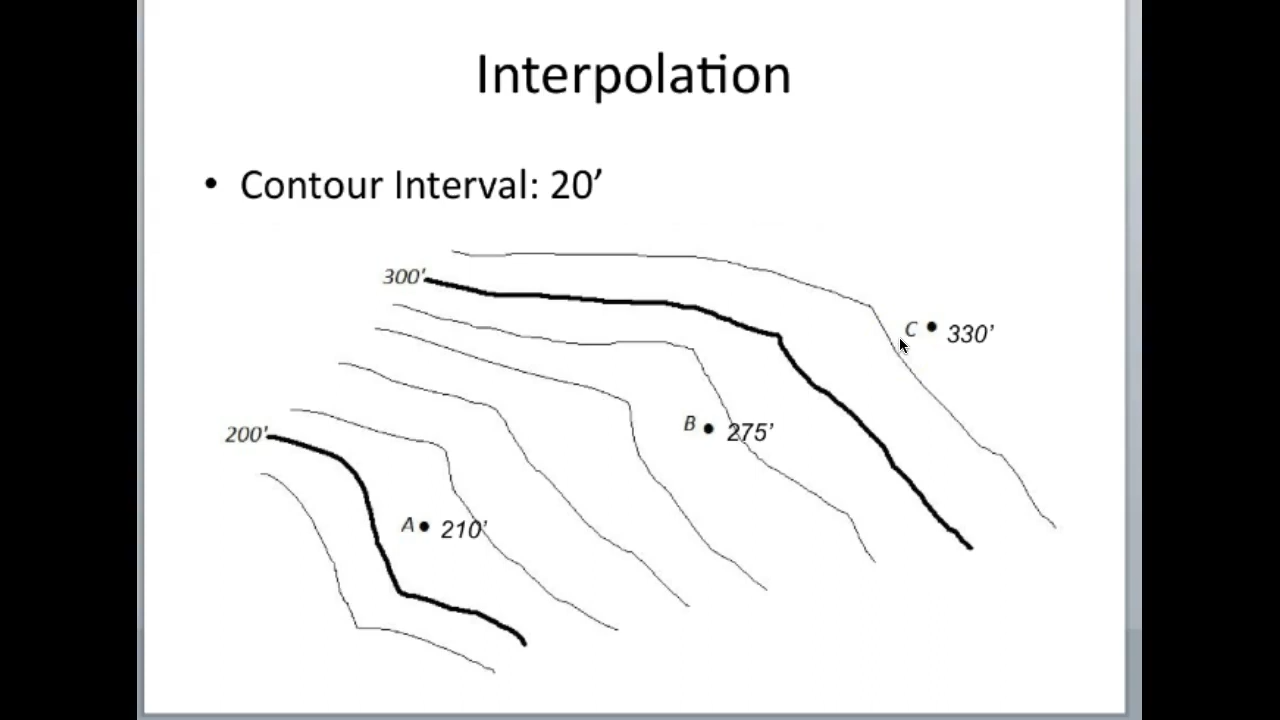 Interpolation
• Contour Interval: 20’
300'
C 330'
B 275'
200'
A 210'